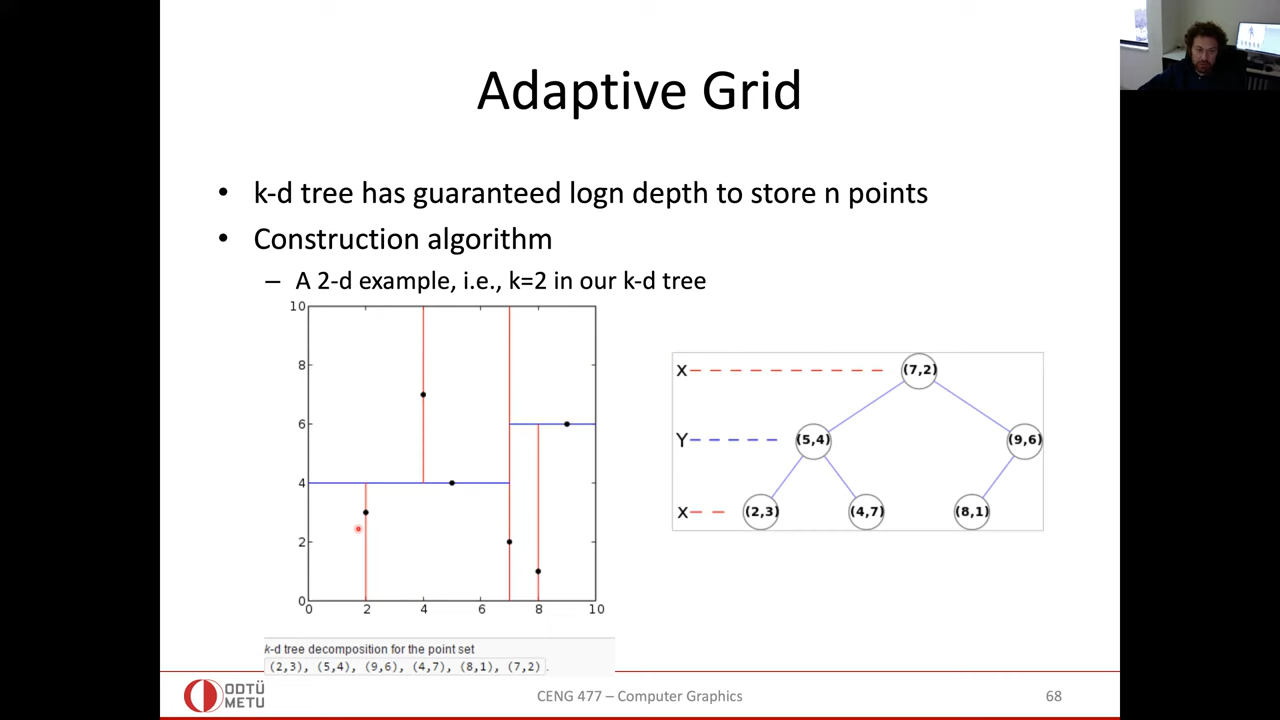 Adaptive Grid
• k-d tree has guaranteed logn depth to store n points
• Construction algorithm
– A 2-d example, i.e., k=2 in our k-d tree
10
8
6
4
2
0
0 2 4 6 8 10
X (7,2)
Y (5,4) (9,6)
X (2,3) (4,7) (8,1)
k-d tree decomposition for the point set
(2,3), (5,4), (9,6), (4,7), (8,1), (7,2) .
ODTÜ
METU
CENG 477 – Computer Graphics
68